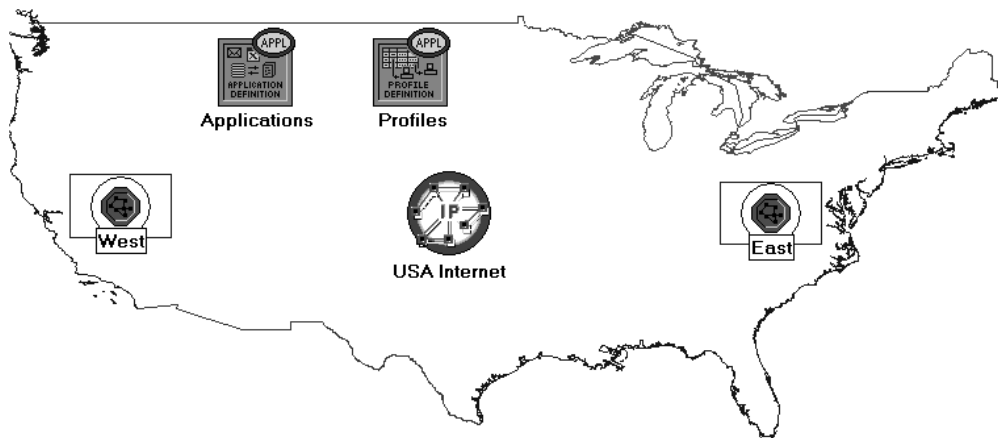 APPL
APPLICATION
DEFINITION
Applications
APPL
PROFILE
DEFINITION
Profiles
West
IP
USA Internet
East